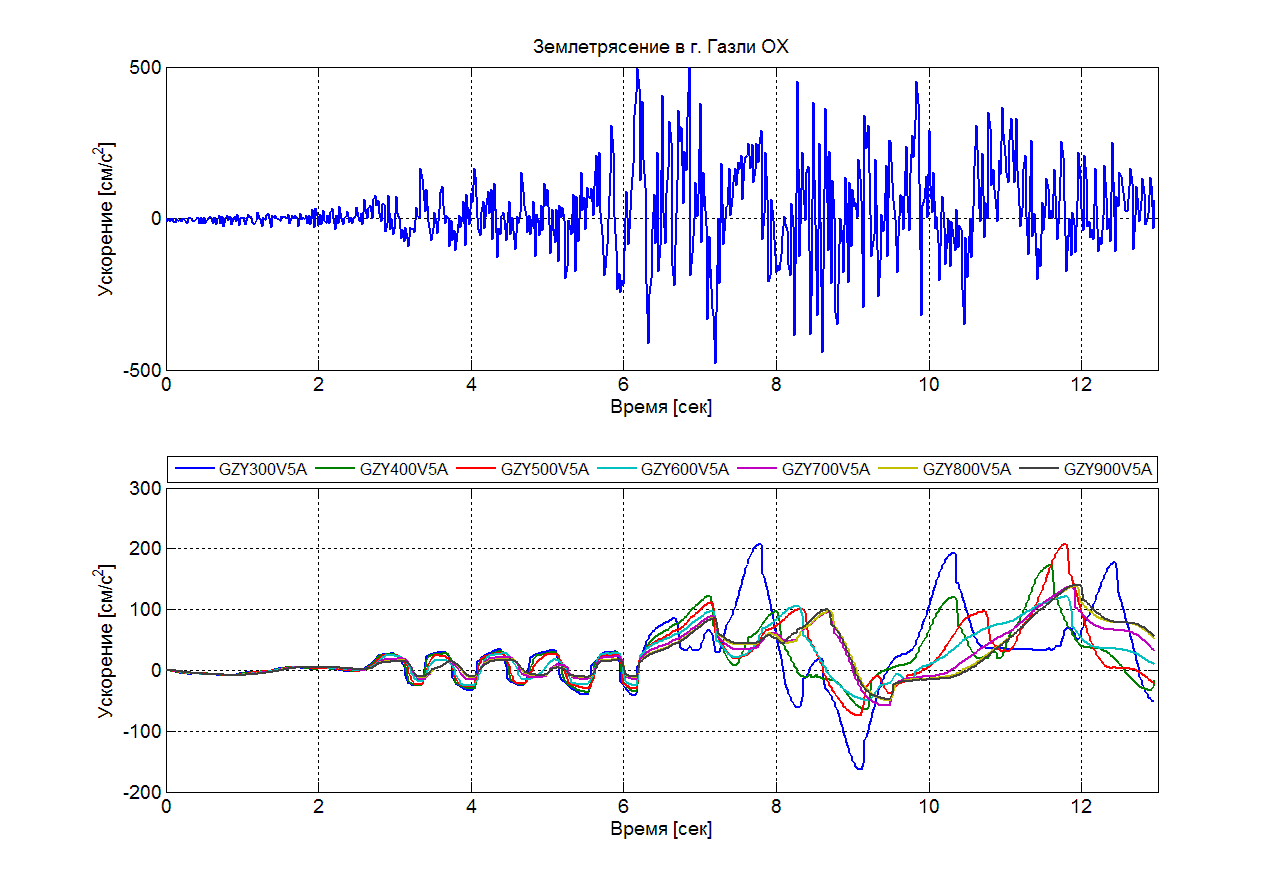 Землетрясение в г. Газли OX
500
0
-500
Ускорение [см/с²]
0 2 4 6 8 10 12
Время [сек]
GZY300V5A GZY400V5A GZY500V5A GZY600V5A GZY700V5A GZY800V5A GZY900V5A
300
200
100
0
-100
-200
Ускорение [см/с²]
0 2 4 6 8 10 12
Время [сек]